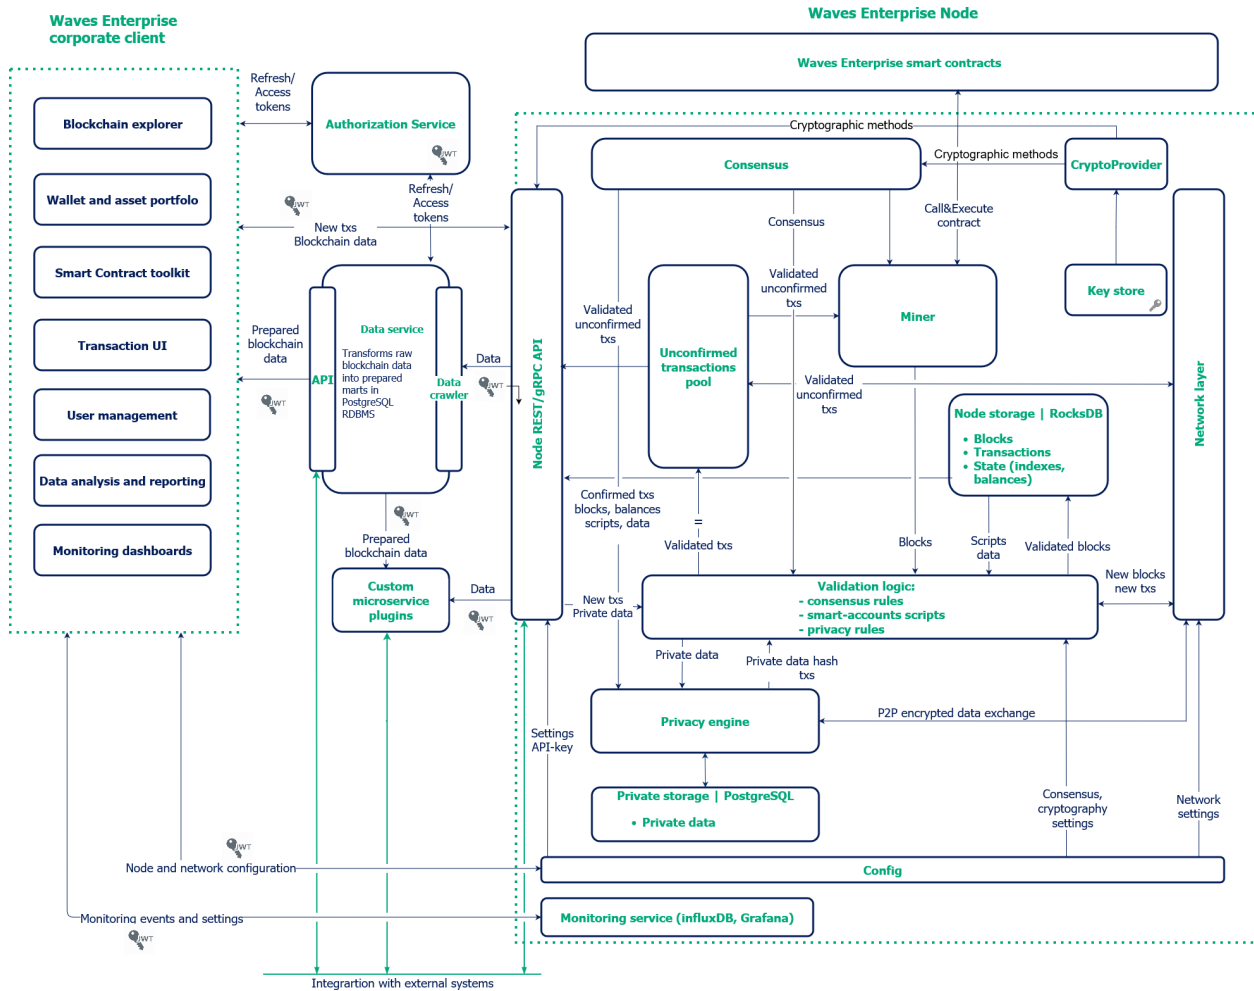 Waves Enterprise
corporate client
Waves Enterprise Node
Waves Enterprise smart contracts
Blockchain explorer
Wallet and asset portfolo
Smart Contract toolkit
Transaction UI
User management
Data analysis and reporting
Monitoring dashboards
Refresh/
Access
tokens
Authorization Service
JWT
Refresh/
Access
tokens
JWT
New txs
Blockchain data
Prepared
blockchain
data
JWT
API
Data service
Transforms raw
blockchain data
into prepared
marts in
PostgreSQL
RDBMS
Data
crawler
Data
JWT
JWT
Prepared
blockchain data
Custom
microservice
plugins
Data
JWT
Node REST/gRPC API
Cryptographic methods
Consensus
Cryptographic methods
CryptoProvider
Consensus
Call&Execute
contract
Key store
Validated
unconfirmed
txs
Validated
unconfirmed
txs
Unconfirmed
transactions
pool
Miner
Validated
unconfirmed
txs
Network layer
Node storage | RocksDB
• Blocks
• Transactions
• State (indexes,
balances)
Confirmed txs
blocks, balances
scripts, data
=
Validated txs
Blocks
Scripts
data
Validated blocks
New txs
Private data
Validation logic:
- consensus rules
- smart-accounts scripts
- privacy rules
New blocks
new txs
Private data
Private data hash
txs
Privacy engine
P2P encrypted data exchange
Settings
API-key
Private storage | PostgreSQL
• Private data
Consensus,
cryptography
settings
Network
settings
JWT
Node and network configuration
Config
Monitoring events and settings
JWT
Monitoring service (influxDB, Grafana)
Integrartion with external systems